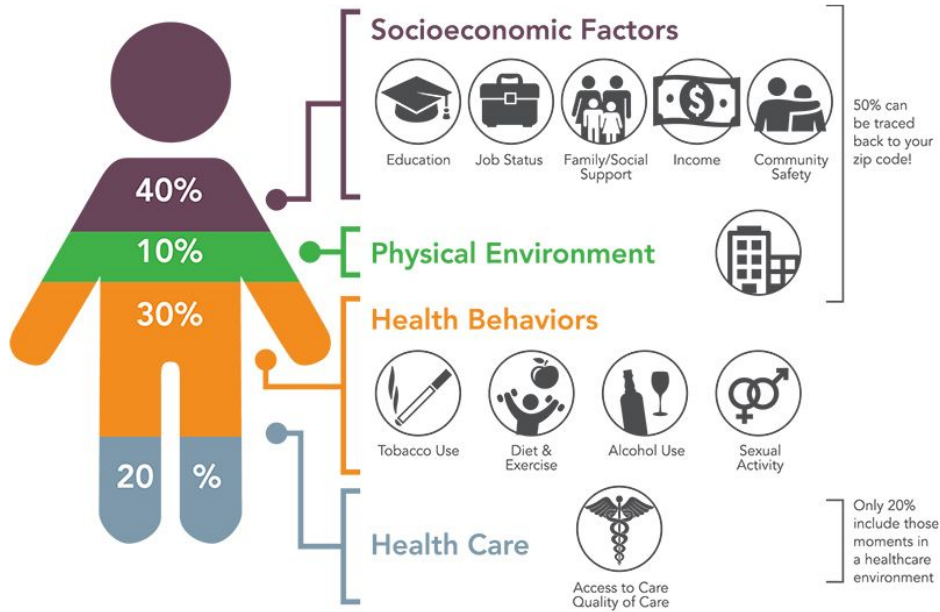 Socioeconomic Factors
Education
Job Status
Family/Social
Support
Income
Community
Safety
50% can
be traced
back to your
zip code!
40%
10%
Physical Environment
30%
Health Behaviors
Tobacco Use
Diet &
Exercise
Alcohol Use
Sexual
Activity
20 %
Health Care
Access to Care
Quality of Care
Only 20%
include those
moments in
a healthcare
environment
$